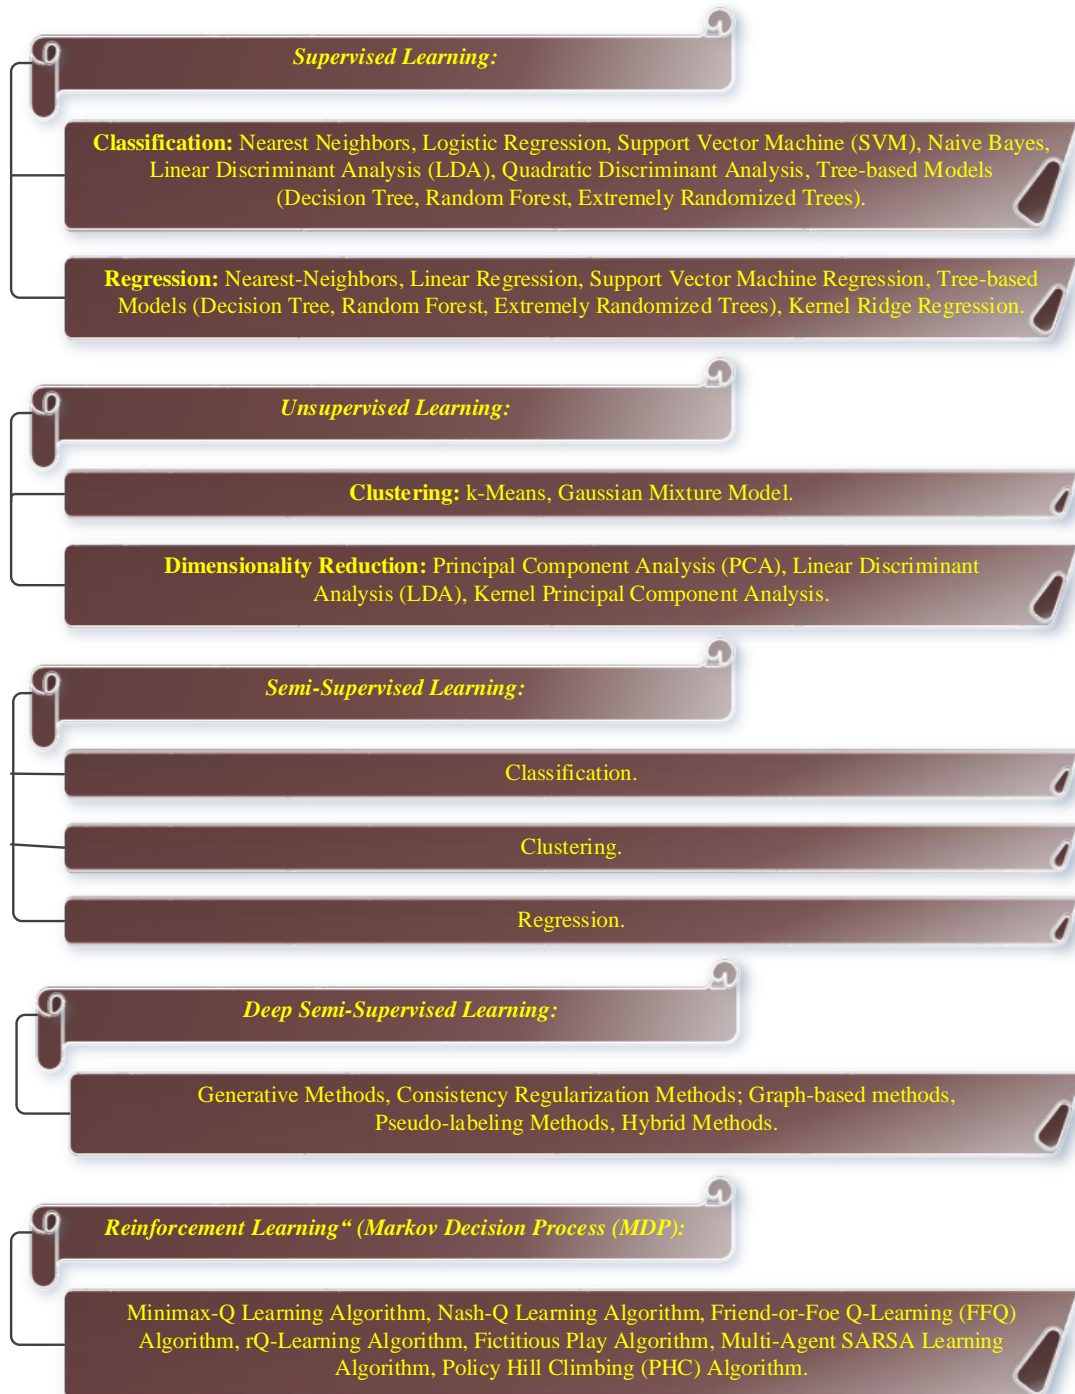 Supervised Learning:
Classification: Nearest Neighbors, Logistic Regression, Support Vector Machine (SVM), Naive Bayes,
Linear Discriminant Analysis (LDA), Quadratic Discriminant Analysis, Tree-based Models
(Decision Tree, Random Forest, Extremely Randomized Trees).
Regression: Nearest-Neighbors, Linear Regression, Support Vector Machine Regression, Tree-based
Models (Decision Tree, Random Forest, Extremely Randomized Trees), Kernel Ridge Regression.
Unsupervised Learning:
Clustering: k-Means, Gaussian Mixture Model.
Dimensionality Reduction: Principal Component Analysis (PCA), Linear Discriminant
Analysis (LDA), Kernel Principal Component Analysis.
Semi-Supervised Learning:
Classification.
Clustering.
Regression.
Deep Semi-Supervised Learning:
Generative Methods, Consistency Regularization Methods; Graph-based methods,
Pseudo-labeling Methods, Hybrid Methods.
Reinforcement Learning“ (Markov Decision Process (MDP):
Minimax-Q Learning Algorithm, Nash-Q Learning Algorithm, Friend-or-Foe Q-Learning (FFQ)
Algorithm, rQ-Learning Algorithm, Fictitious Play Algorithm, Multi-Agent SARSA Learning
Algorithm, Policy Hill Climbing (PHC) Algorithm.